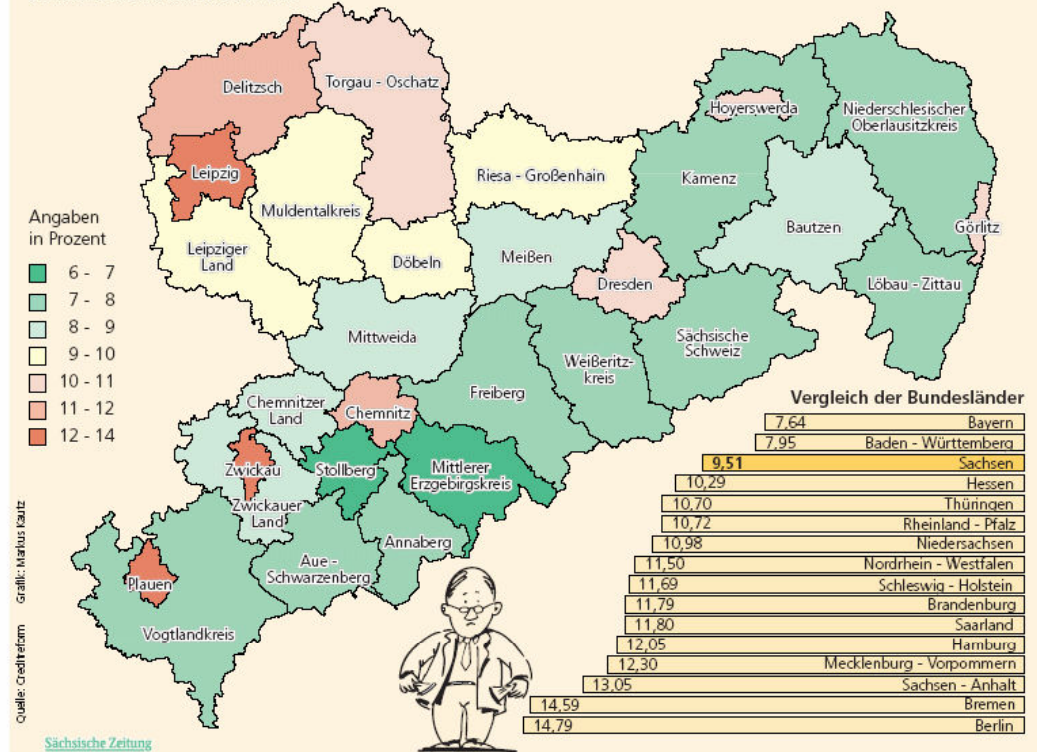 Delitzsch
Torgau - Oschatz
Hoyerswerda
Niederschlesischer
Oberlausitzkreis
Leipzig
Riesa - Großenhain
Kamenz
Muldentalkreis
Angaben
in Prozent
6 - 7
7 - 8
8 - 9
9 - 10
10 - 11
11 - 12
12 - 14
Bautzen
Görlitz
Leipziger
Land
Döbeln
Meißen
Dresden
Löbau - Zittau
Mittweida
Sächsische
Schweiz
Weißeritz-
kreis
Freiberg
Chemnitzer
Land
Chemnitz
Zwickau
Stollberg
Mittlerer
Erzgebirgskreis
Zwickauer
Land
Annaberg
Aue -
Schwarzenberg
Plauen
Vogtlandkreis
Vergleich der Bundesländer
7,64 Bayern
7,95 Baden - Württemberg
9,51 Sachsen
10,29 Hessen
10,70 Thüringen
10,72 Rheinland - Pfalz
10,98 Niedersachsen
11,50 Nordrhein - Westfalen
11,69 Schleswig - Holstein
11,79 Brandenburg
11,80 Saarland
12,05 Hamburg
12,30 Mecklenburg - Vorpommern
13,05 Sachsen - Anhalt
14,59 Bremen
14,79 Berlin
Quelle: Creditreform Grafik: Markus Kautz
Sächsische Zeitung